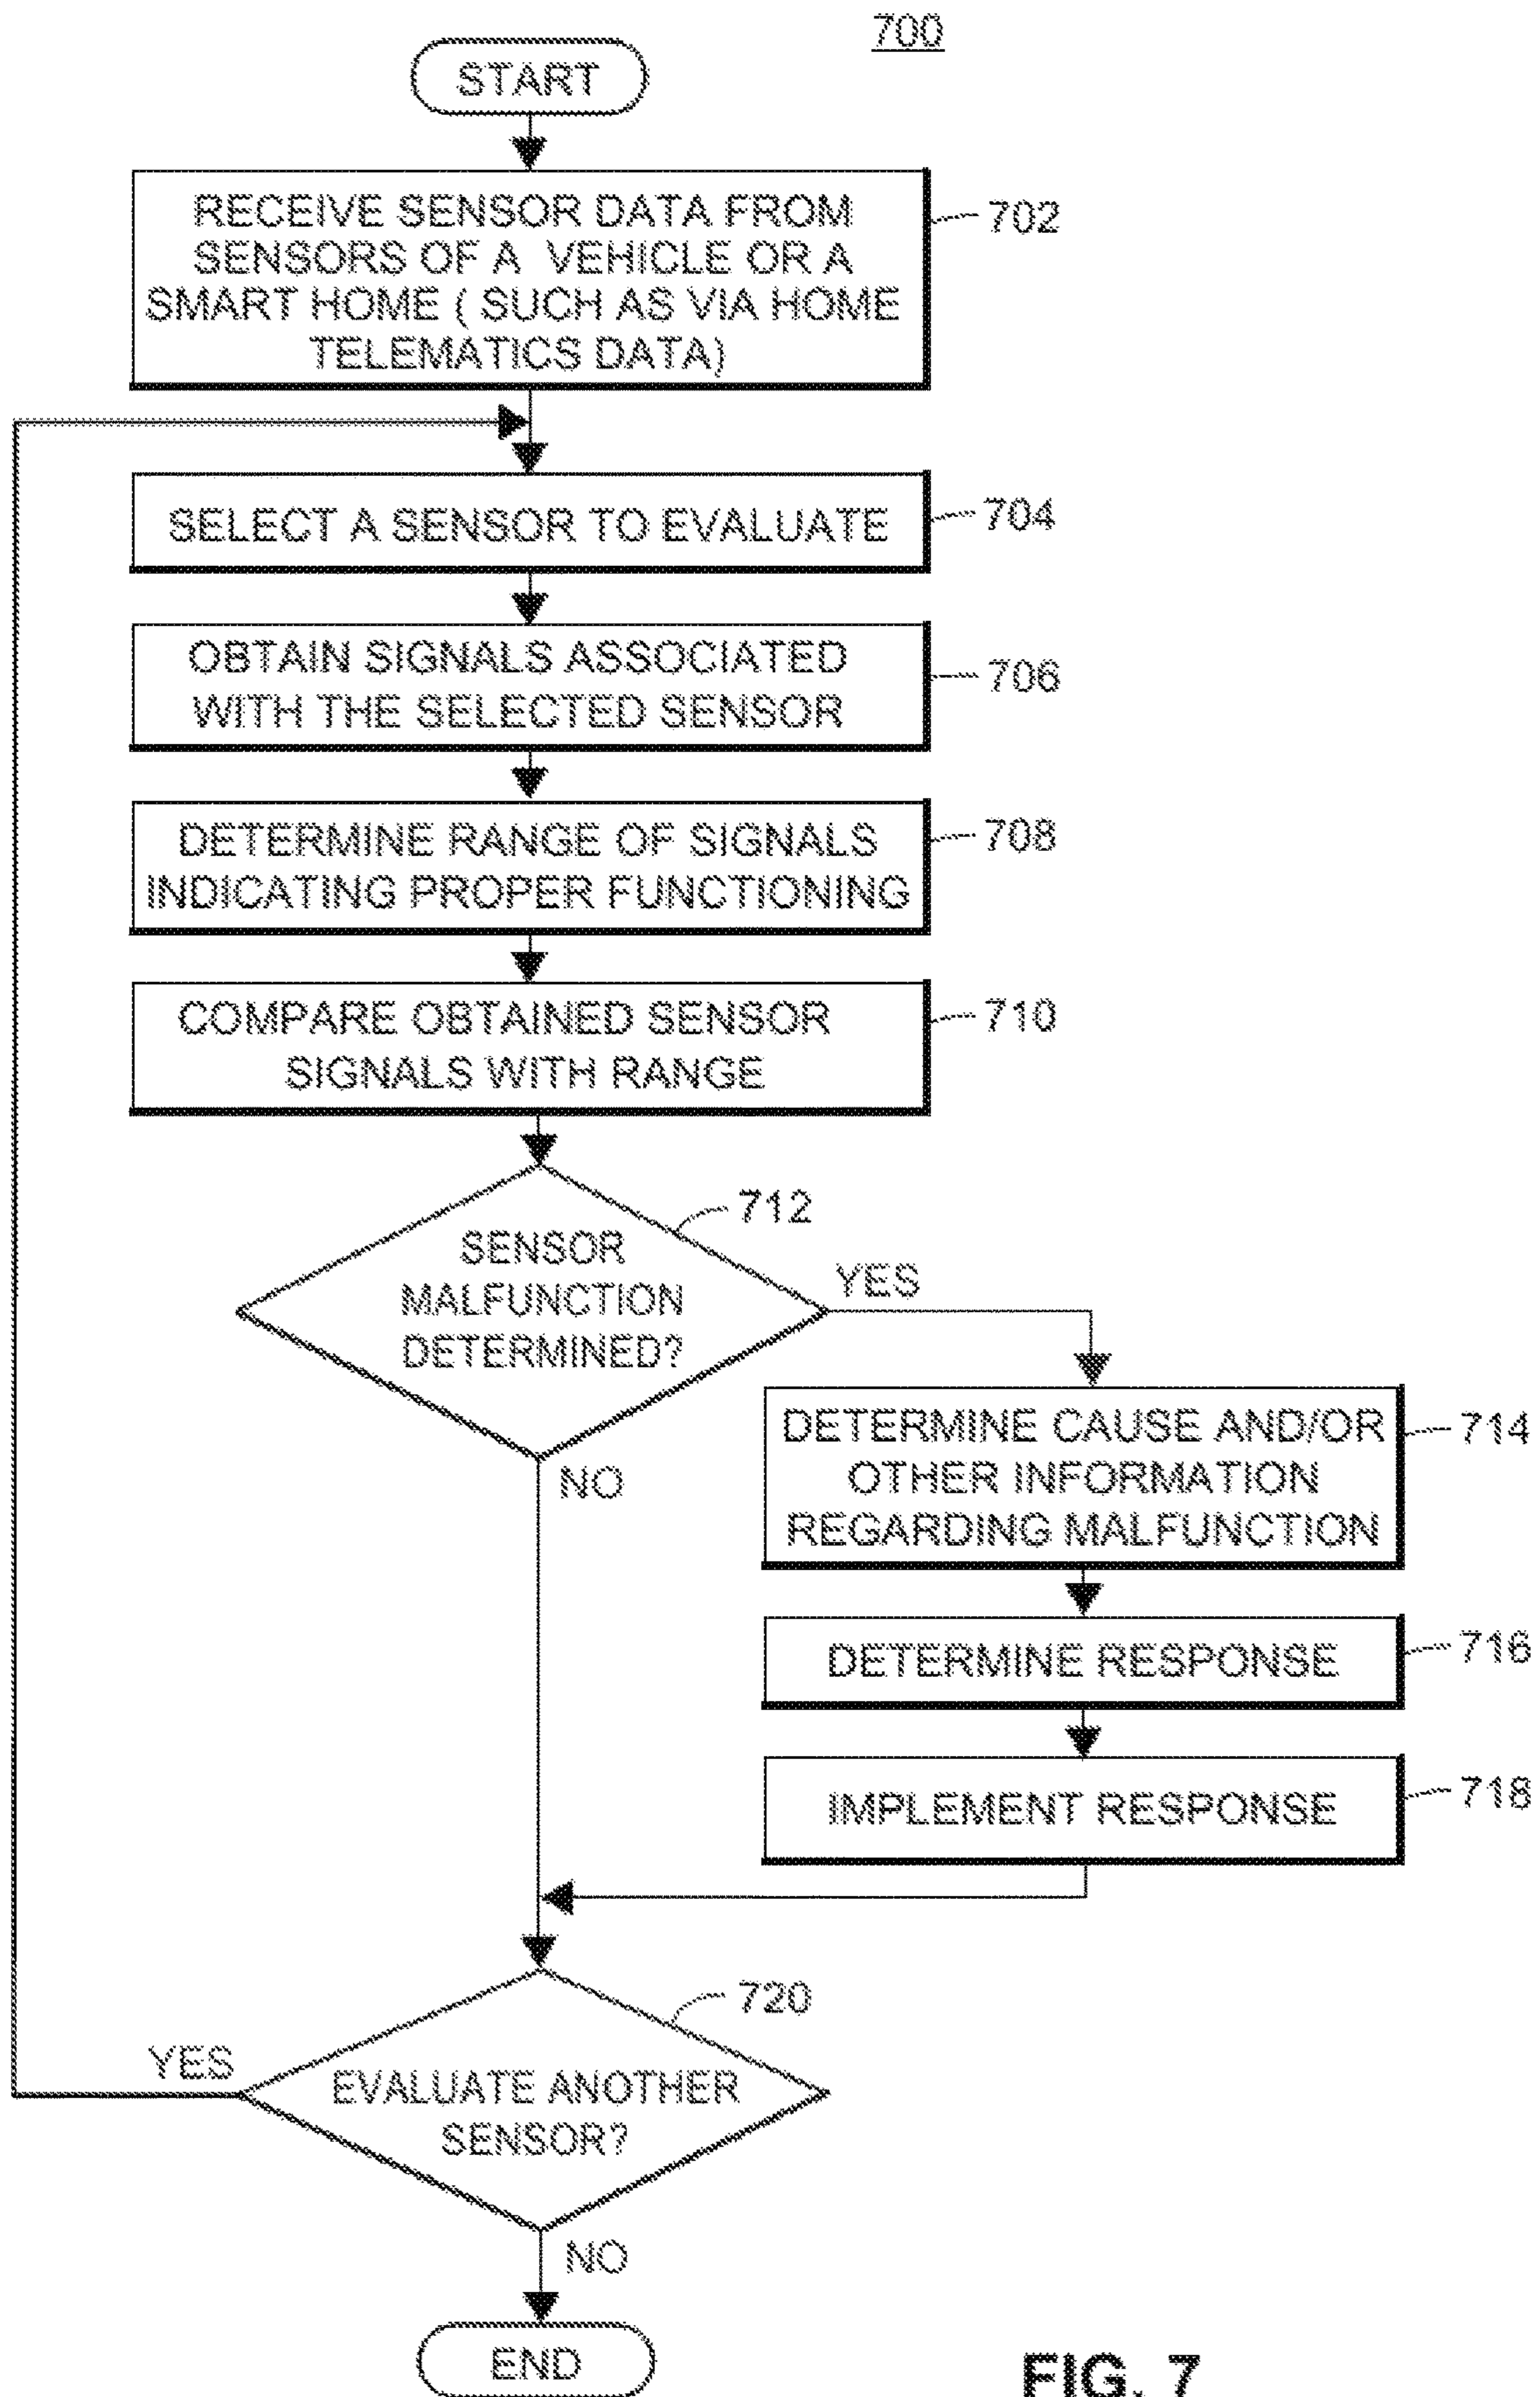 700
START
RECEIVE SENSOR DATA FROM
SENSORS OF A VEHICLE OR A
SMART HOME ( SUCH AS VIA HOME
TELEMATICS DATA)
702
SELECT A SENSOR TO EVALUATE
704
OBTAIN SIGNALS ASSOCIATED
WITH THE SELECTED SENSOR
706
DETERMINE RANGE OF SIGNALS
INDICATING PROPER FUNCTIONING
708
COMPARE OBTAINED SENSOR
SIGNALS WITH RANGE
710
SENSOR
MALFUNCTION
DETERMINED?
712
YES
NO
DETERMINE CAUSE AND/OR
OTHER INFORMATION
REGARDING MALFUNCTION
714
DETERMINE RESPONSE
716
IMPLEMENT RESPONSE
718
EVALUATE ANOTHER
SENSOR?
720
YES
NO
END
FIG. 7